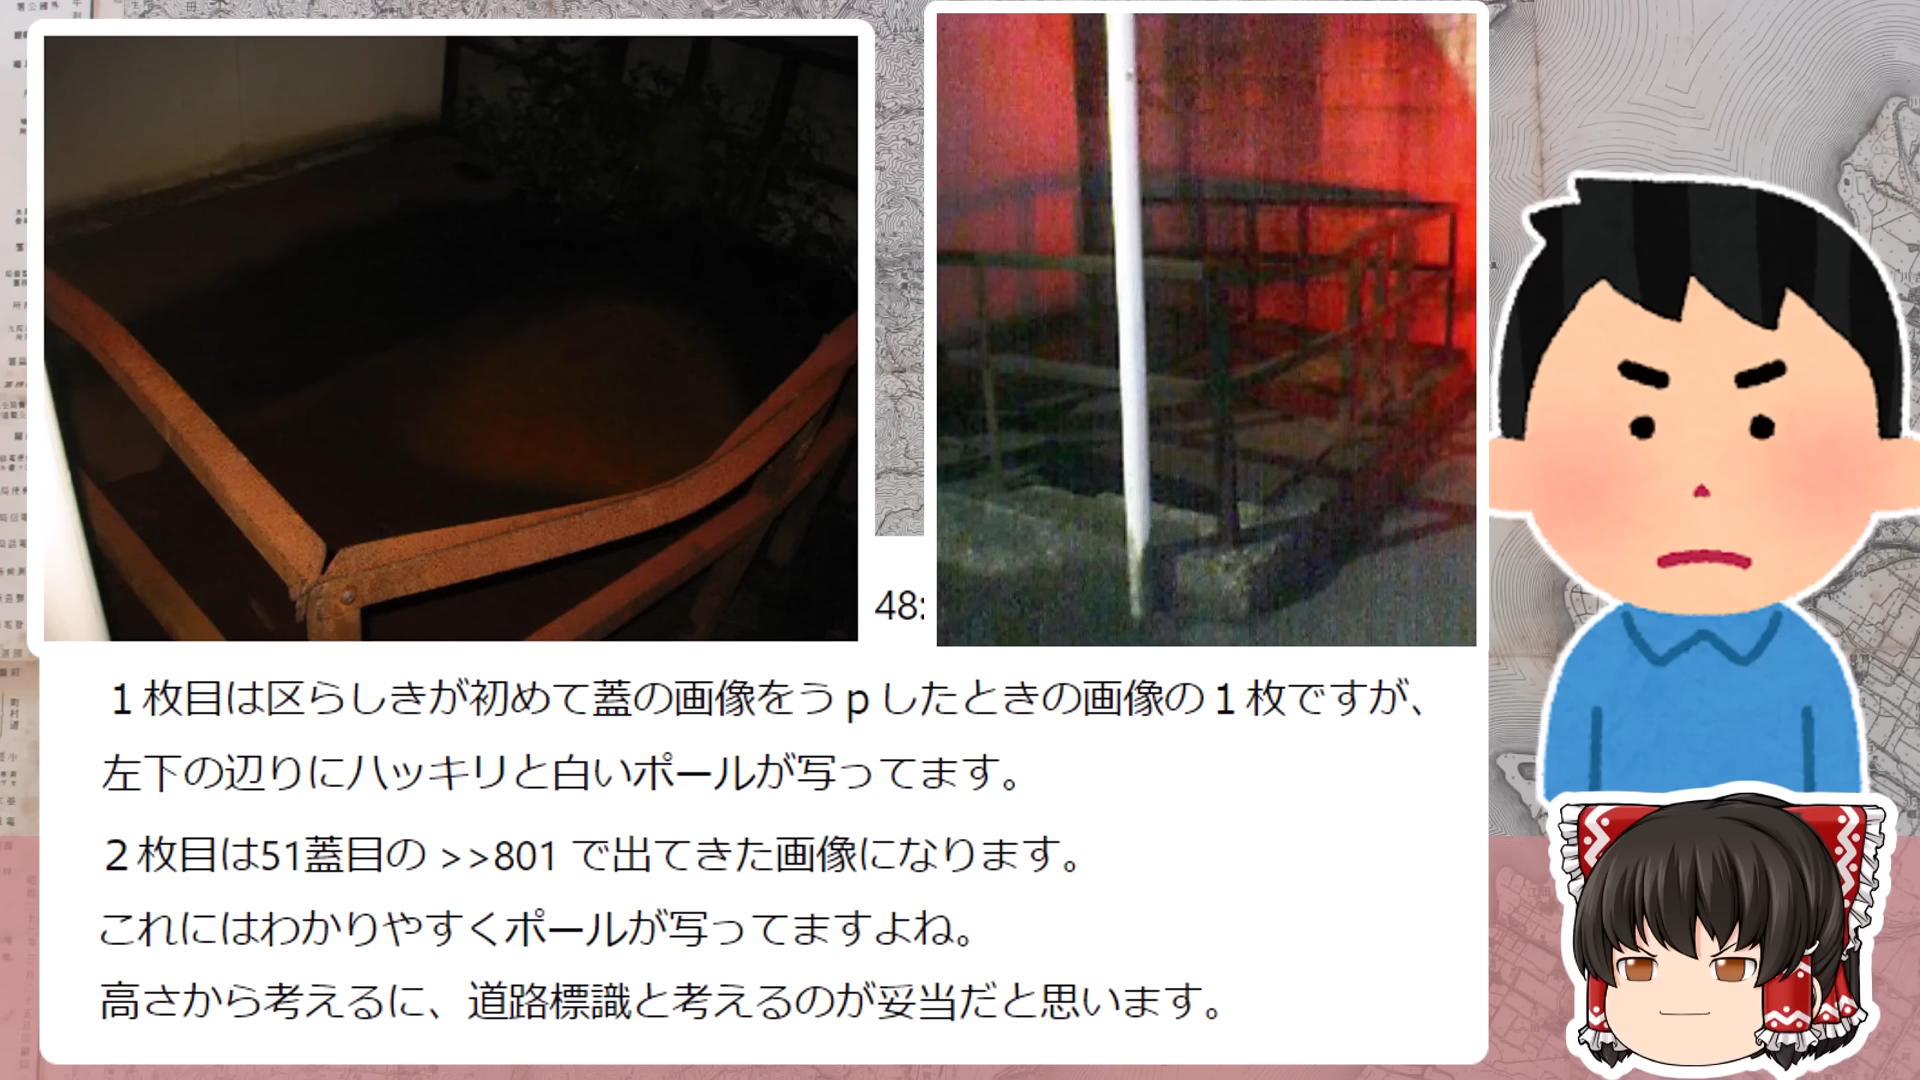 48:
１枚目は区らしきが初めて蓋の画像をうｐしたときの画像の１枚ですが、
左下の辺りにハッキリと白いポールが写ってます。
２枚目は51蓋目の >>801 で出てきた画像になります。
これにはわかりやすくポールが写ってますよね。
高さから考えるに、道路標識と考えるのが妥当だと思います。